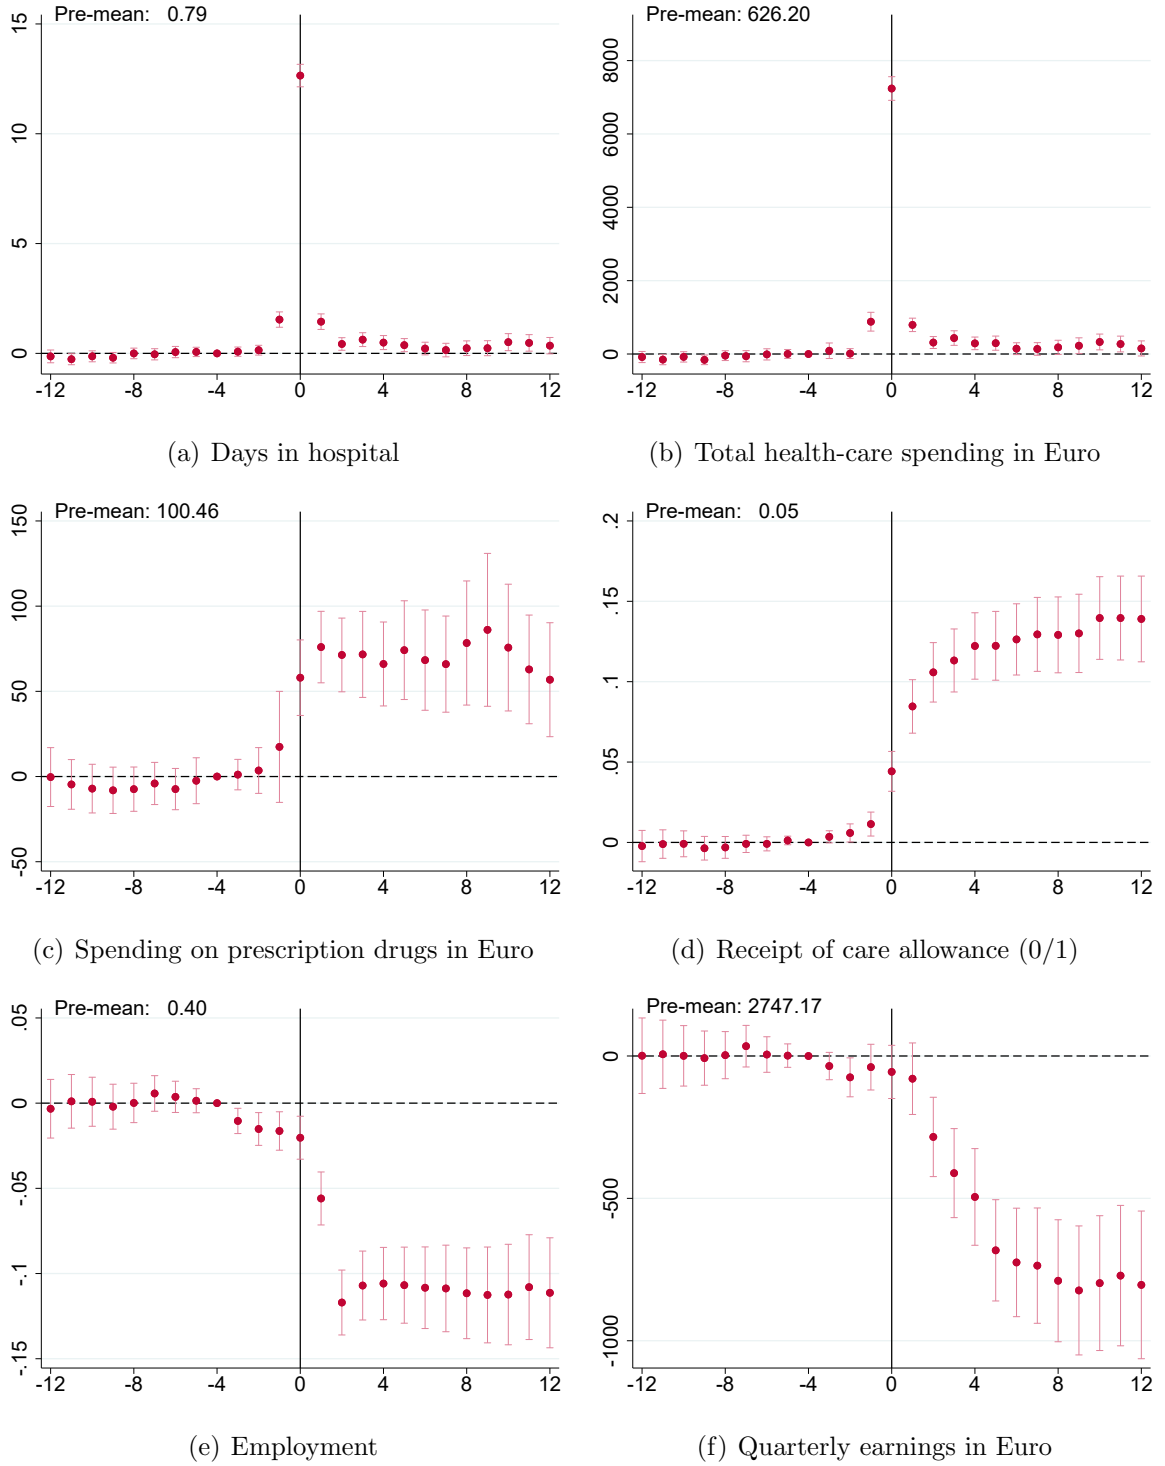 Pre-mean: 0.79
15
10
5
0
-12 -8 -4 0 4 8 12
(a) Days in hospital
Pre-mean: 626.20
8000
6000
4000
2000
0
-12 -8 -4 0 4 8 12
(b) Total health-care spending in Euro
Pre-mean: 100.46
150
100
50
0
-50
-12 -8 -4 0 4 8 12
(c) Spending on prescription drugs in Euro
Pre-mean: 0.05
.2
.15
.1
.05
0
-12 -8 -4 0 4 8 12
(d) Receipt of care allowance (0/1)
Pre-mean: 0.40
.05
0
-.05
-.1
-.15
-12 -8 -4 0 4 8 12
(e) Employment
Pre-mean: 2747.17
0
-500
-1000
-12 -8 -4 0 4 8 12
(f) Quarterly earnings in Euro